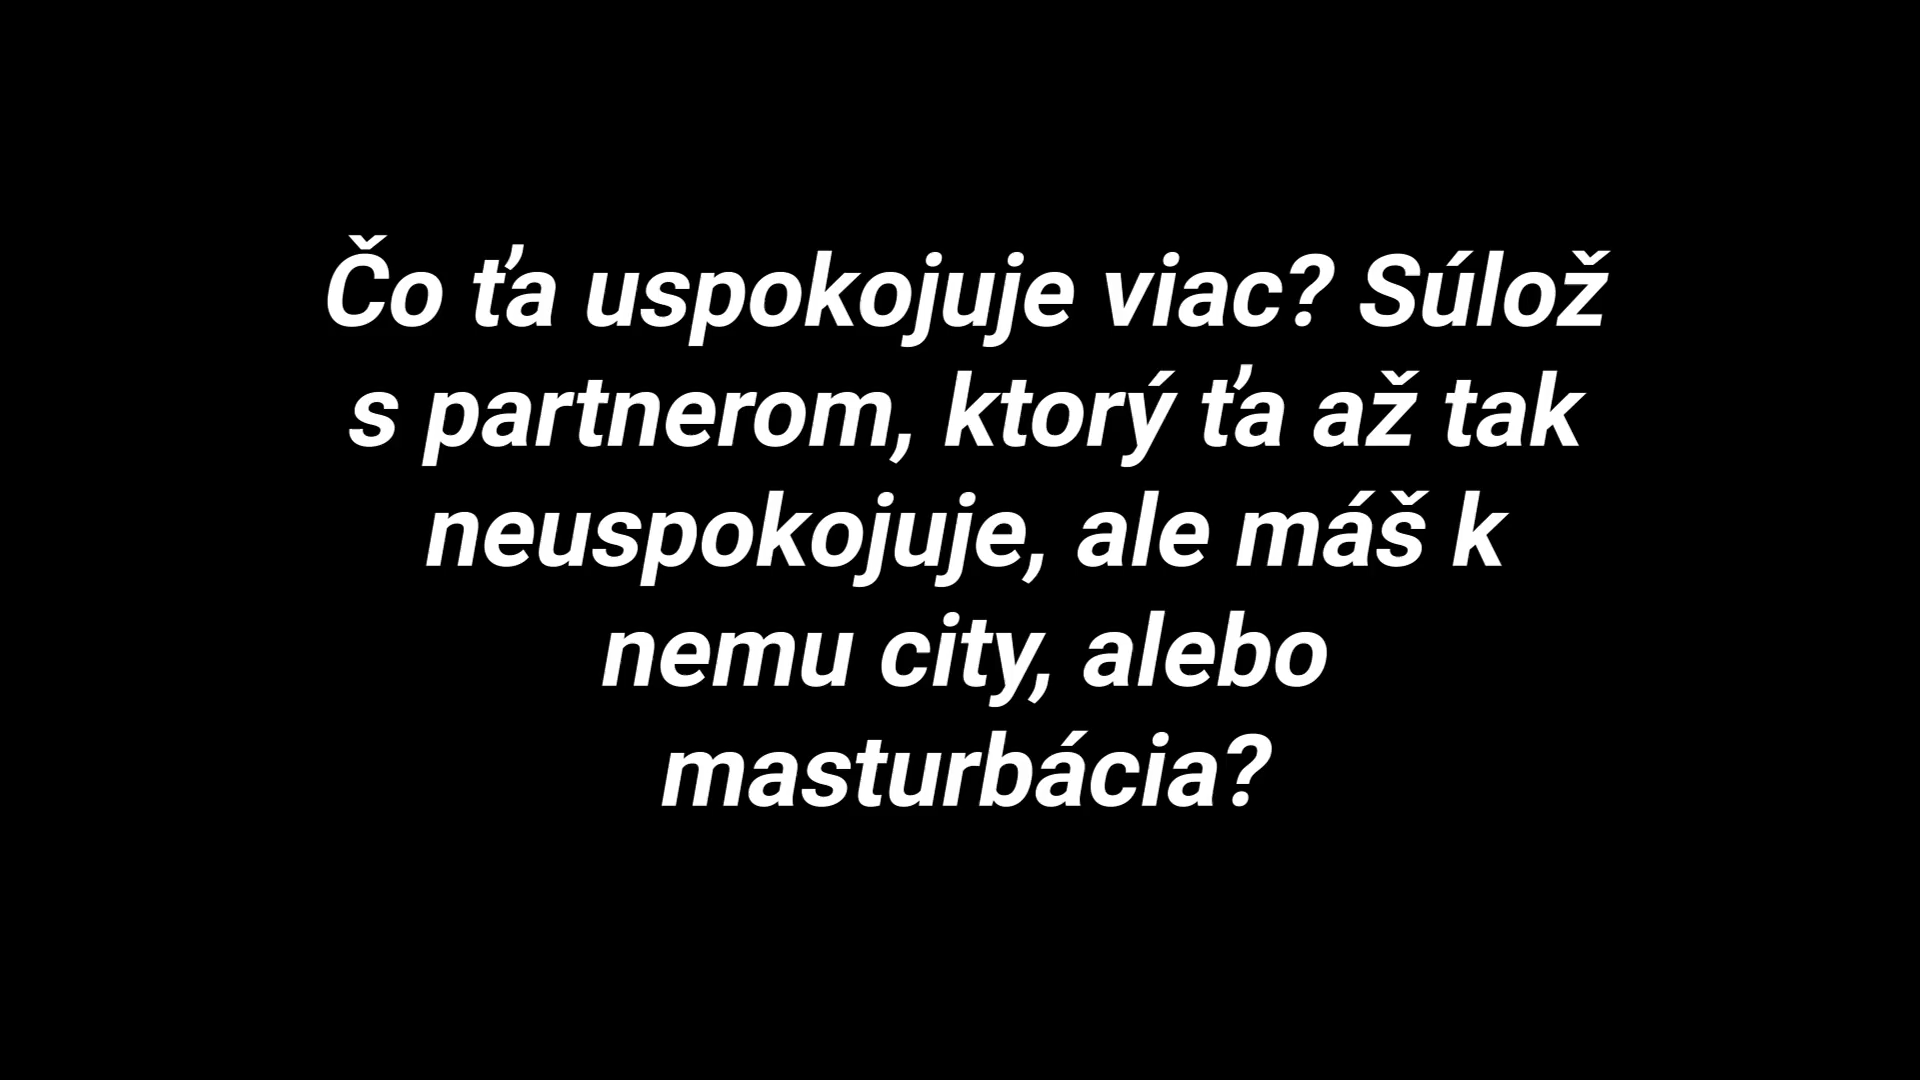 Čo ťa uspokojuje viac? Súlož
s partnerom, ktorý ťa až tak
neuspokojuje, ale máš k
nemu city, alebo
masturbácia?